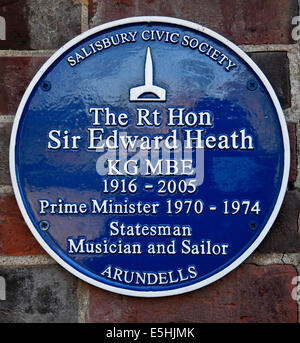 SALISBURY CIVIC SOCIETY
The Rt Hon
Sir Edward Heath
KG MBE
1916 - 2005
Prime Minister 1970 - 1974
Statesman
Musician and Sailor
ARUNDELLS